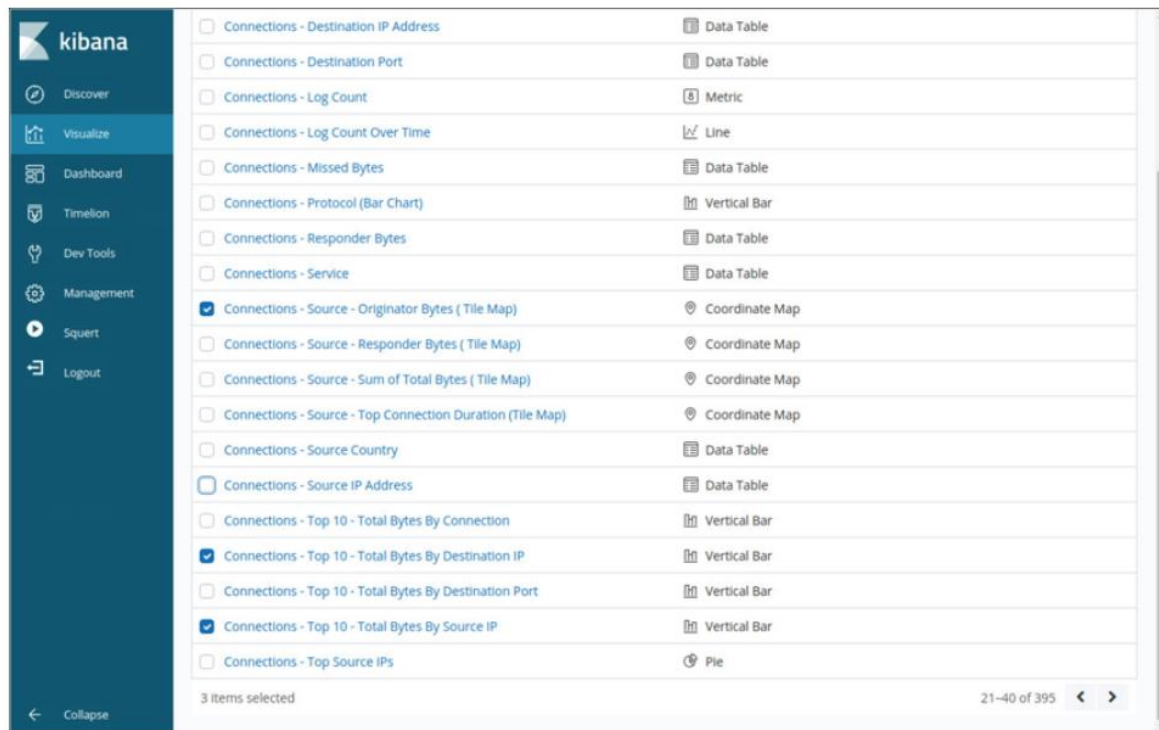 kibana
Discover
Visualize
Dashboard
Timelion
Dev Tools
Management
Squert
Logout
Collapse
Connections - Destination IP Address Data Table
Connections - Destination Port Data Table
Connections - Log Count 8 Metric
Connections - Log Count Over Time Line
Connections - Missed Bytes Data Table
Connections - Protocol (Bar Chart) Vertical Bar
Connections - Responder Bytes Data Table
Connections - Service Data Table
Connections - Source - Originator Bytes ( Tile Map) Coordinate Map
Connections - Source - Responder Bytes ( Tile Map) Coordinate Map
Connections - Source - Sum of Total Bytes ( Tile Map) Coordinate Map
Connections - Source - Top Connection Duration (Tile Map) Coordinate Map
Connections - Source Country Data Table
Connections - Source IP Address Data Table
Connections - Top 10 - Total Bytes By Connection Vertical Bar
Connections - Top 10 - Total Bytes By Destination IP Vertical Bar
Connections - Top 10 - Total Bytes By Destination Port Vertical Bar
Connections - Top 10 - Total Bytes By Source IP Vertical Bar
Connections - Top Source IPs Pie
3 items selected 21–40 of 395